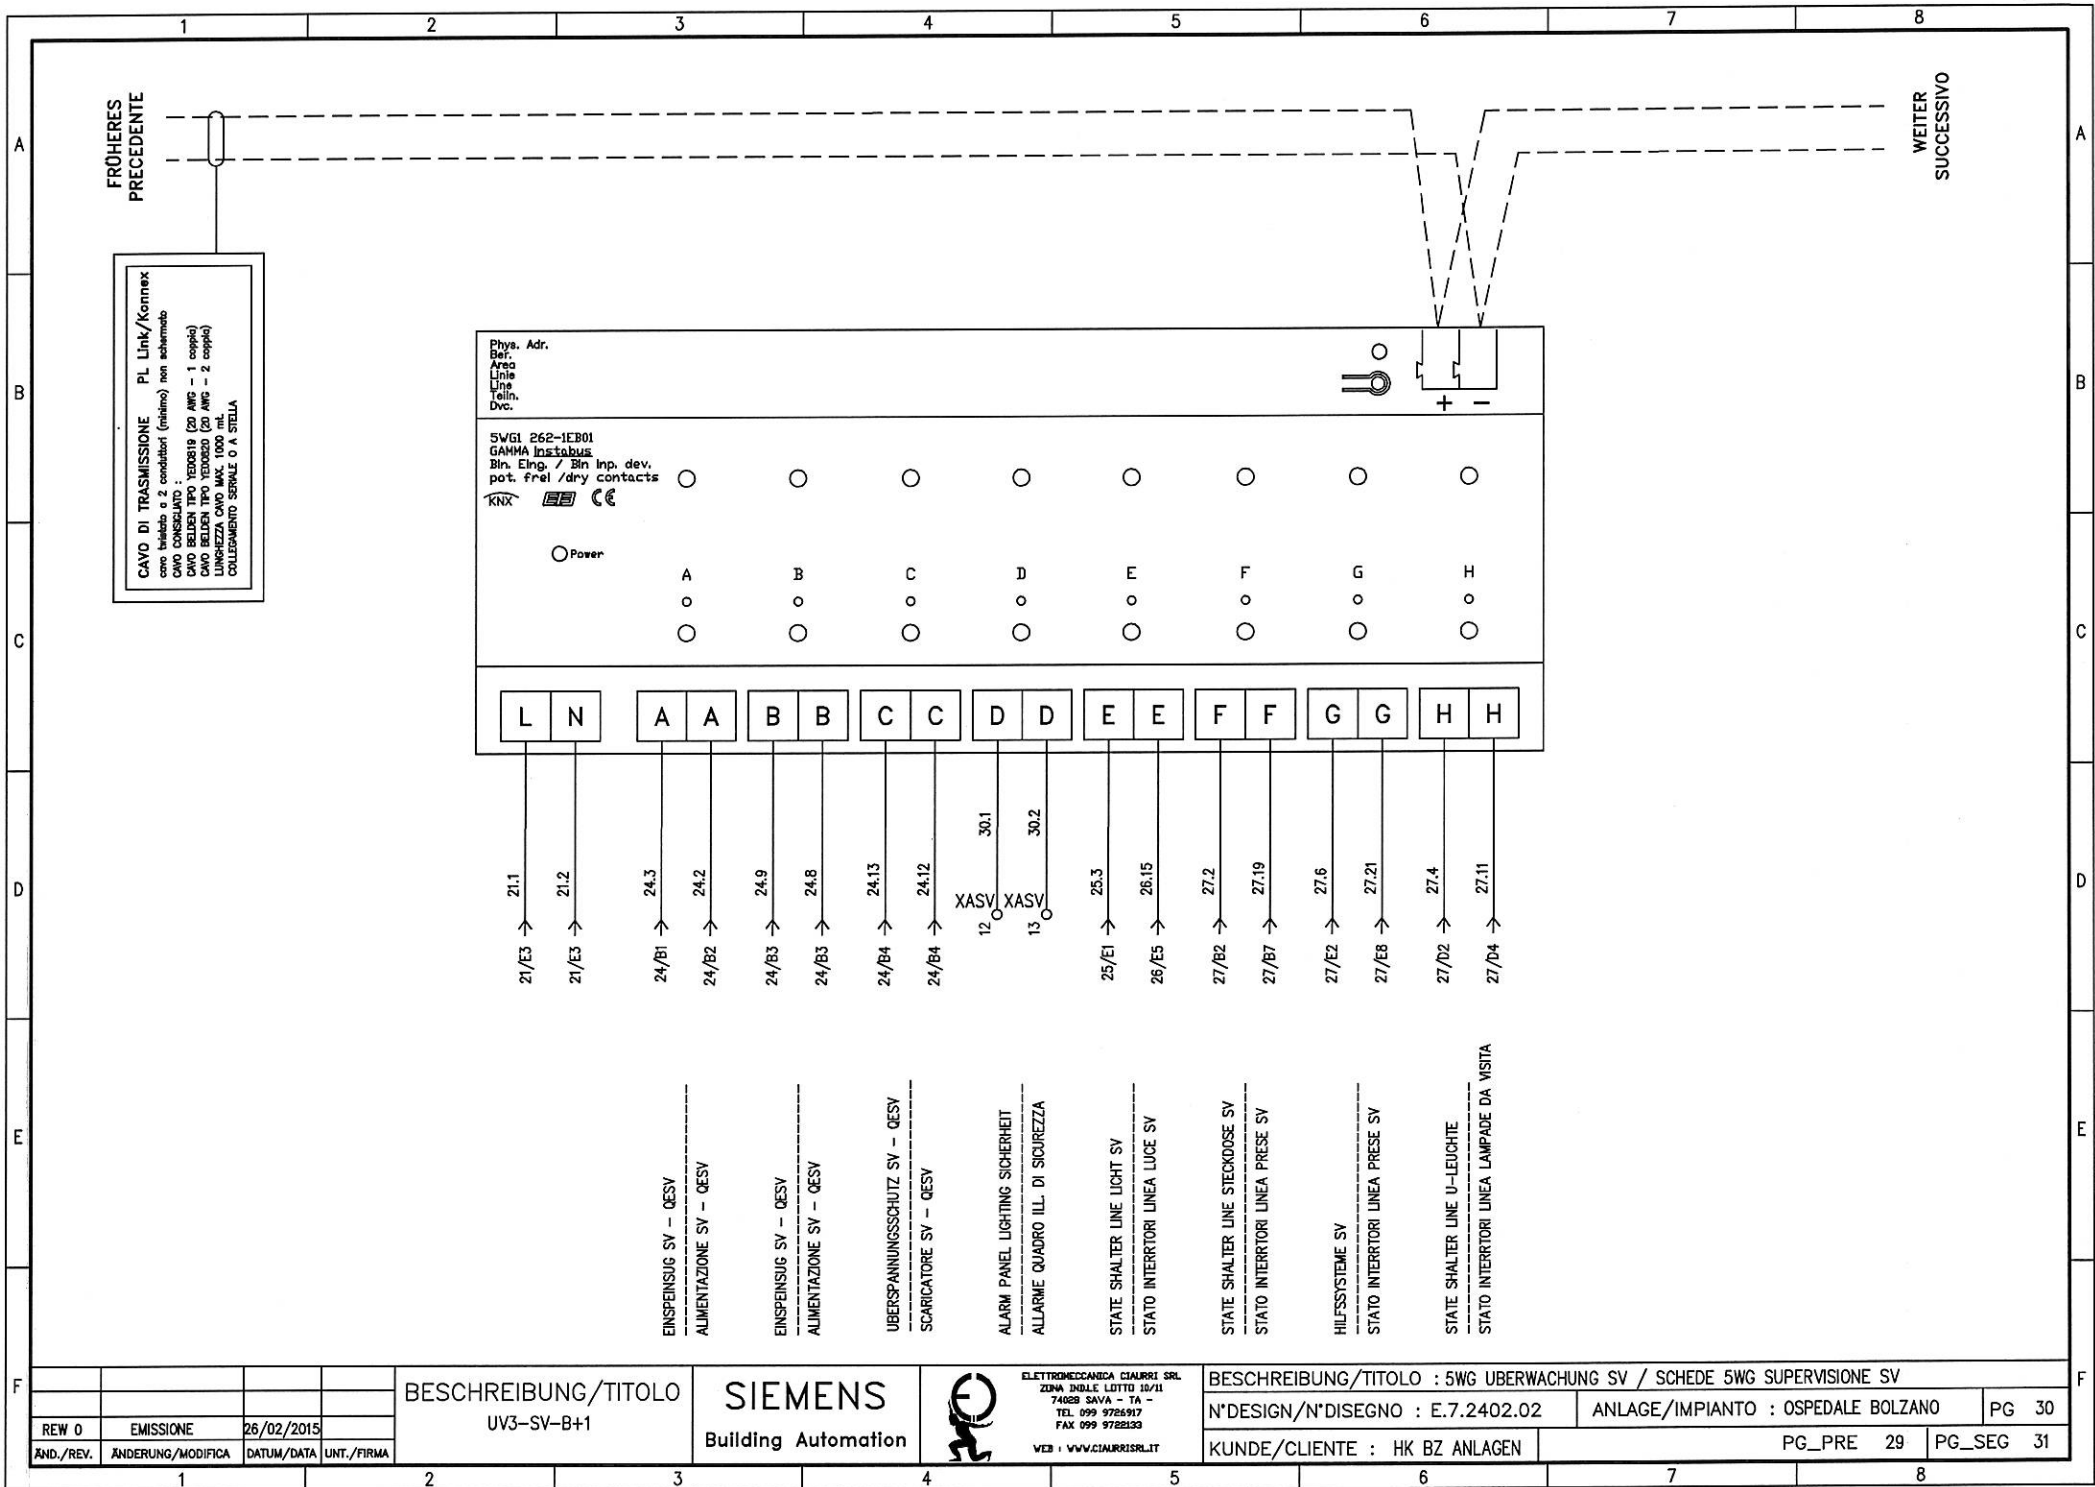 1 2 3 4 5 6 7 8
A A
FRÜHERES
PRECEDENTE
WEITER
SUCCESSIVO
CAVO DI TRASMISSIONE PL Link/Konnex
cavo twistato a 2 conduttori (minimo) non schermato
CAVO CONSIGLIATO :
CAVO BELDEN TIPO YE00819 (20 AWG - 1 coppia)
CAVO BELDEN TIPO YE00820 (20 AWG - 2 coppia)
LUNGHEZZA CAVO MAX. 1000 mt.
COLLEGAMENTO SERIALE O A STELLA
B B
Phys. Adr.
Ber.
Area
Linie
Line
Teiln.
Dvc.
+ −
5WG1 262-1EB01
GAMMA instabus
Bin. Eing. / Bin inp. dev.
pot. frei /dry contacts
KNX CE
Power
A B C D E F G H
C C
L N A A B B C C D D E E F F G G H H
30.1 30.2
D D
21.1 21.2 24.3 24.2 24.9 24.8 24.13 24.12 25.3 26.15 27.2 27.19 27.6 27.21 27.4 27.11
XASV XASV
12 13
21/E3 21/E3 24/B1 24/B2 24/B3 24/B3 24/B4 24/B4 25/E1 26/E5 27/B2 27/B7 27/E2 27/E8 27/D2 27/D4
E E
EINSPEINSUG SV - QESV
ALIMENTAZIONE SV - QESV
EINSPEINSUG SV - QESV
ALIMENTAZIONE SV - QESV
UBERSPANNUNGSSCHUTZ SV - QESV
SCARICATORE SV - QESV
ALARM PANEL LIGHTING SICHERHEIT
ALLARME QUADRO ILL. DI SICUREZZA
STATE SHALTER LINE LICHT SV
STATO INTERRTORI LINEA LUCE SV
STATE SHALTER LINE STECKDOSE SV
STATO INTERRTORI LINEA PRESE SV
HILFSSYSTEME SV
STATO INTERRTORI LINEA PRESE SV
STATE SHALTER LINE U-LEUCHTE
STATO INTERRTORI LINEA LAMPADE DA VISITA
F F
REW 0 EMISSIONE 26/02/2015
ÄND./REV. ÄNDERUNG/MODIFICA DATUM/DATA UNT./FIRMA
BESCHREIBUNG/TITOLO
UV3-SV-B+1
SIEMENS
Building Automation
ELETTROMECCANICA CIAURRI SRL
ZONA IND.LE LOTTO 10/11
74028 SAVA - TA -
TEL. 099 9726917
FAX 099 9722133
WEB : WWW.CIAURRISRL.IT
BESCHREIBUNG/TITOLO : 5WG UBERWACHUNG SV / SCHEDE 5WG SUPERVISIONE SV
N°DESIGN/N°DISEGNO : E.7.2402.02 ANLAGE/IMPIANTO : OSPEDALE BOLZANO PG 30
KUNDE/CLIENTE : HK BZ ANLAGEN PG_PRE 29 PG_SEG 31
1 2 3 4 5 6 7 8